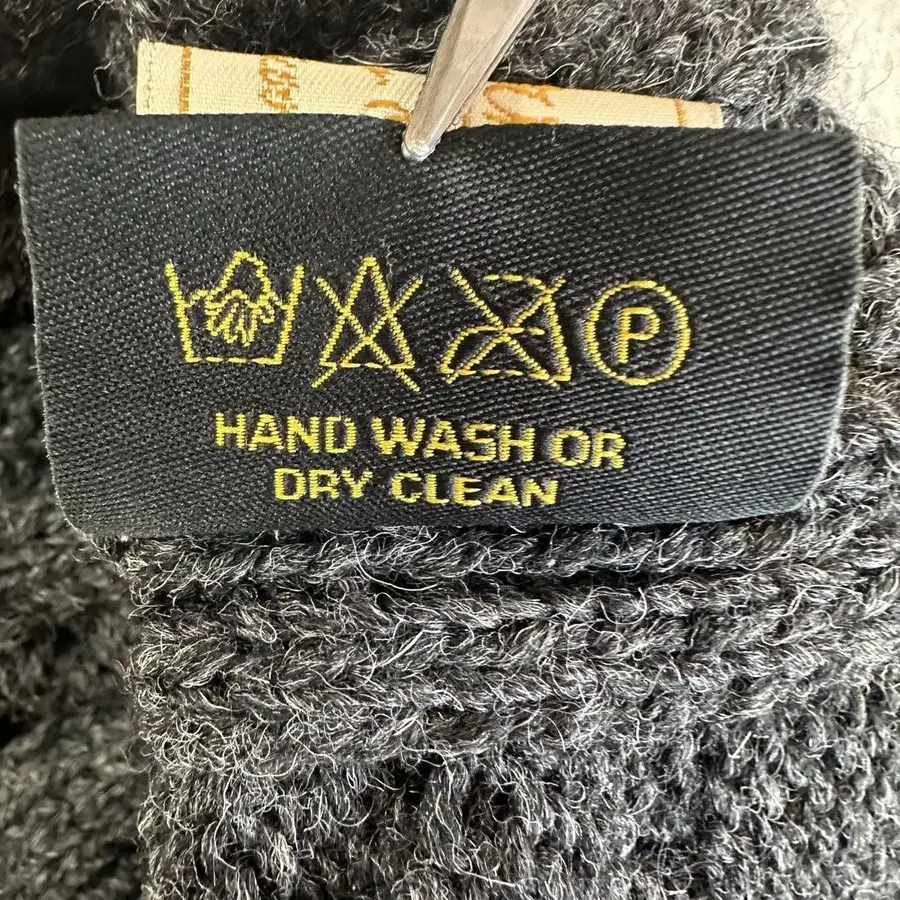 P
HAND WASH OR
DRY CLEAN